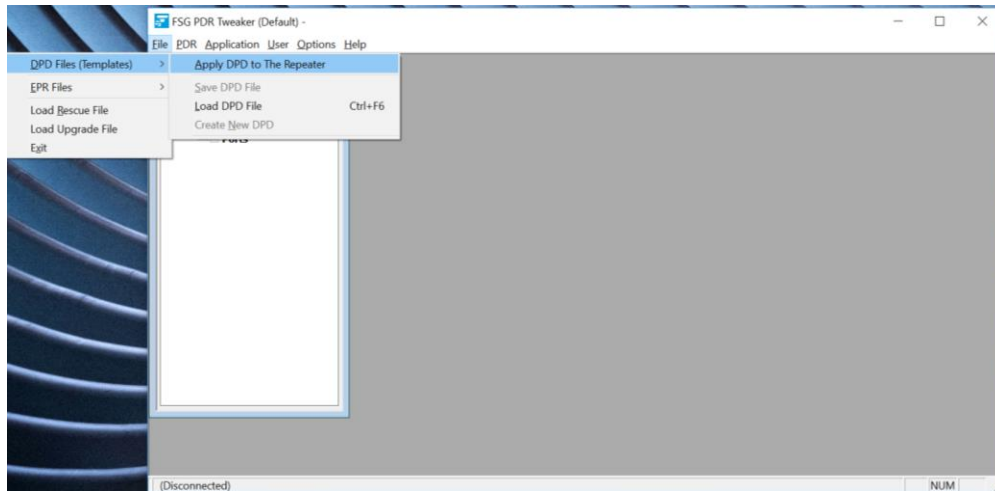 FSG PDR Tweaker (Default) -
File PDR Application User Options Help
DPD Files (Templates)
Apply DPD to The Repeater
EPR Files
Save DPD File
Load Rescue File
Load DPD File Ctrl+F6
Load Upgrade File
Create New DPD
Exit
Ports
(Disconnected) NUM